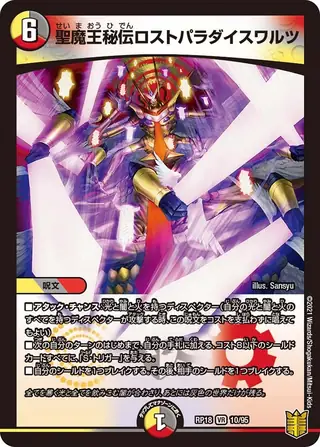 せいまおうひでん
6
聖魔王秘伝ロストパラダイスワルツ
illus. Sansyu
呪文
■アタック・チャンス:光と闇と火を持つディスペクター(自分の光と闇と火の
すべてを持つディスペクターが攻撃する時、この呪文をコストを支払わずに唱えて
もよい)
■次の自分のターンのはじめまで、自分の手札に加える、コスト8以下のシールド
カードすべてに、「S・トリガー」を与える。
■自分のシールドを1つブレイクする。その後、相手のシールドを1つブレイクする。
1
RP18 VR 10/95
©2021 Wizards/Shogakukan/Mitsui-Kids